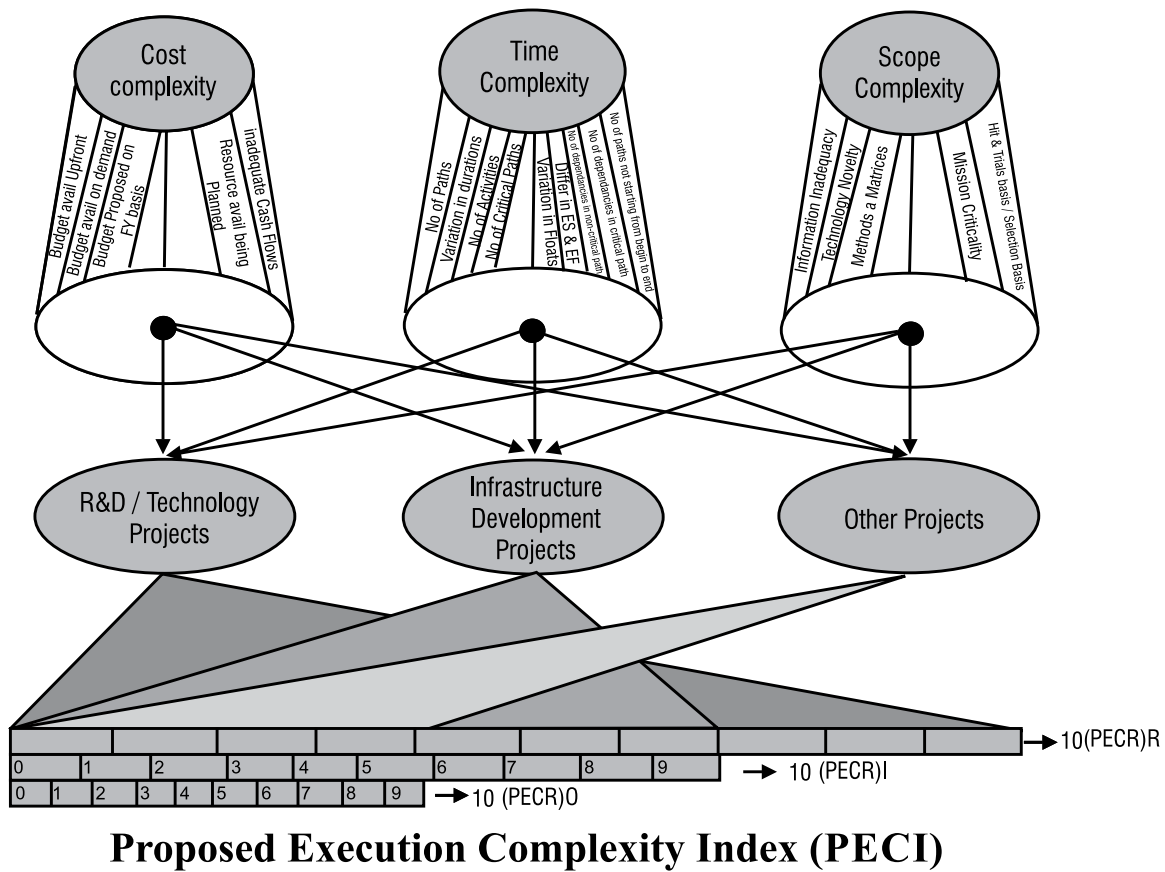 Cost
complexity
Time
Complexity
Scope
Complexity
Budget avail Upfront
Budget avail on demand
Budget Proposed on
FY basis
Resource avail being
Planned
inadequate Cash Flows
No of Paths
Variation in durations
No of Activities
No of Critical Paths
Variation in Floats
Differ in ES & EF
No of dependancies in non-critical path
No of dependancies in critical path
No of paths not starting from begin to end
Information Inadequacy
Technology Novelty
Methods a Matrices
Mission Criticality
Hit & Trials basis / Selection Basis
R&D / Technology
Projects
Infrastructure
Development
Projects
Other Projects
10(PECR)R
0 1 2 3 4 5 6 7 8 9 10 (PECR)I
0 1 2 3 4 5 6 7 8 9 10 (PECR)O
Proposed Execution Complexity Index (PECI)